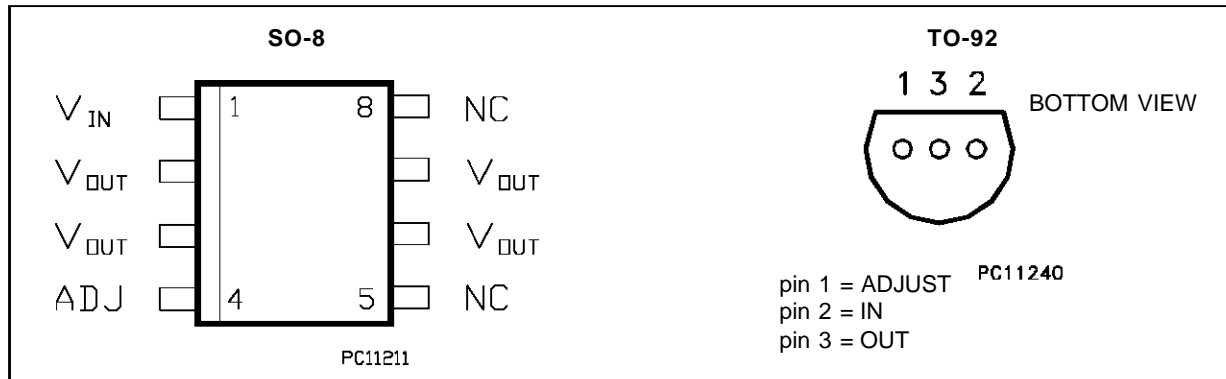 SO-8
V IN 1 8 NC
V OUT V OUT
V OUT V OUT
ADJ 4 5 NC
PC11211
TO-92
1 3 2
BOTTOM VIEW
PC11240
pin 1 = ADJUST
pin 2 = IN
pin 3 = OUT